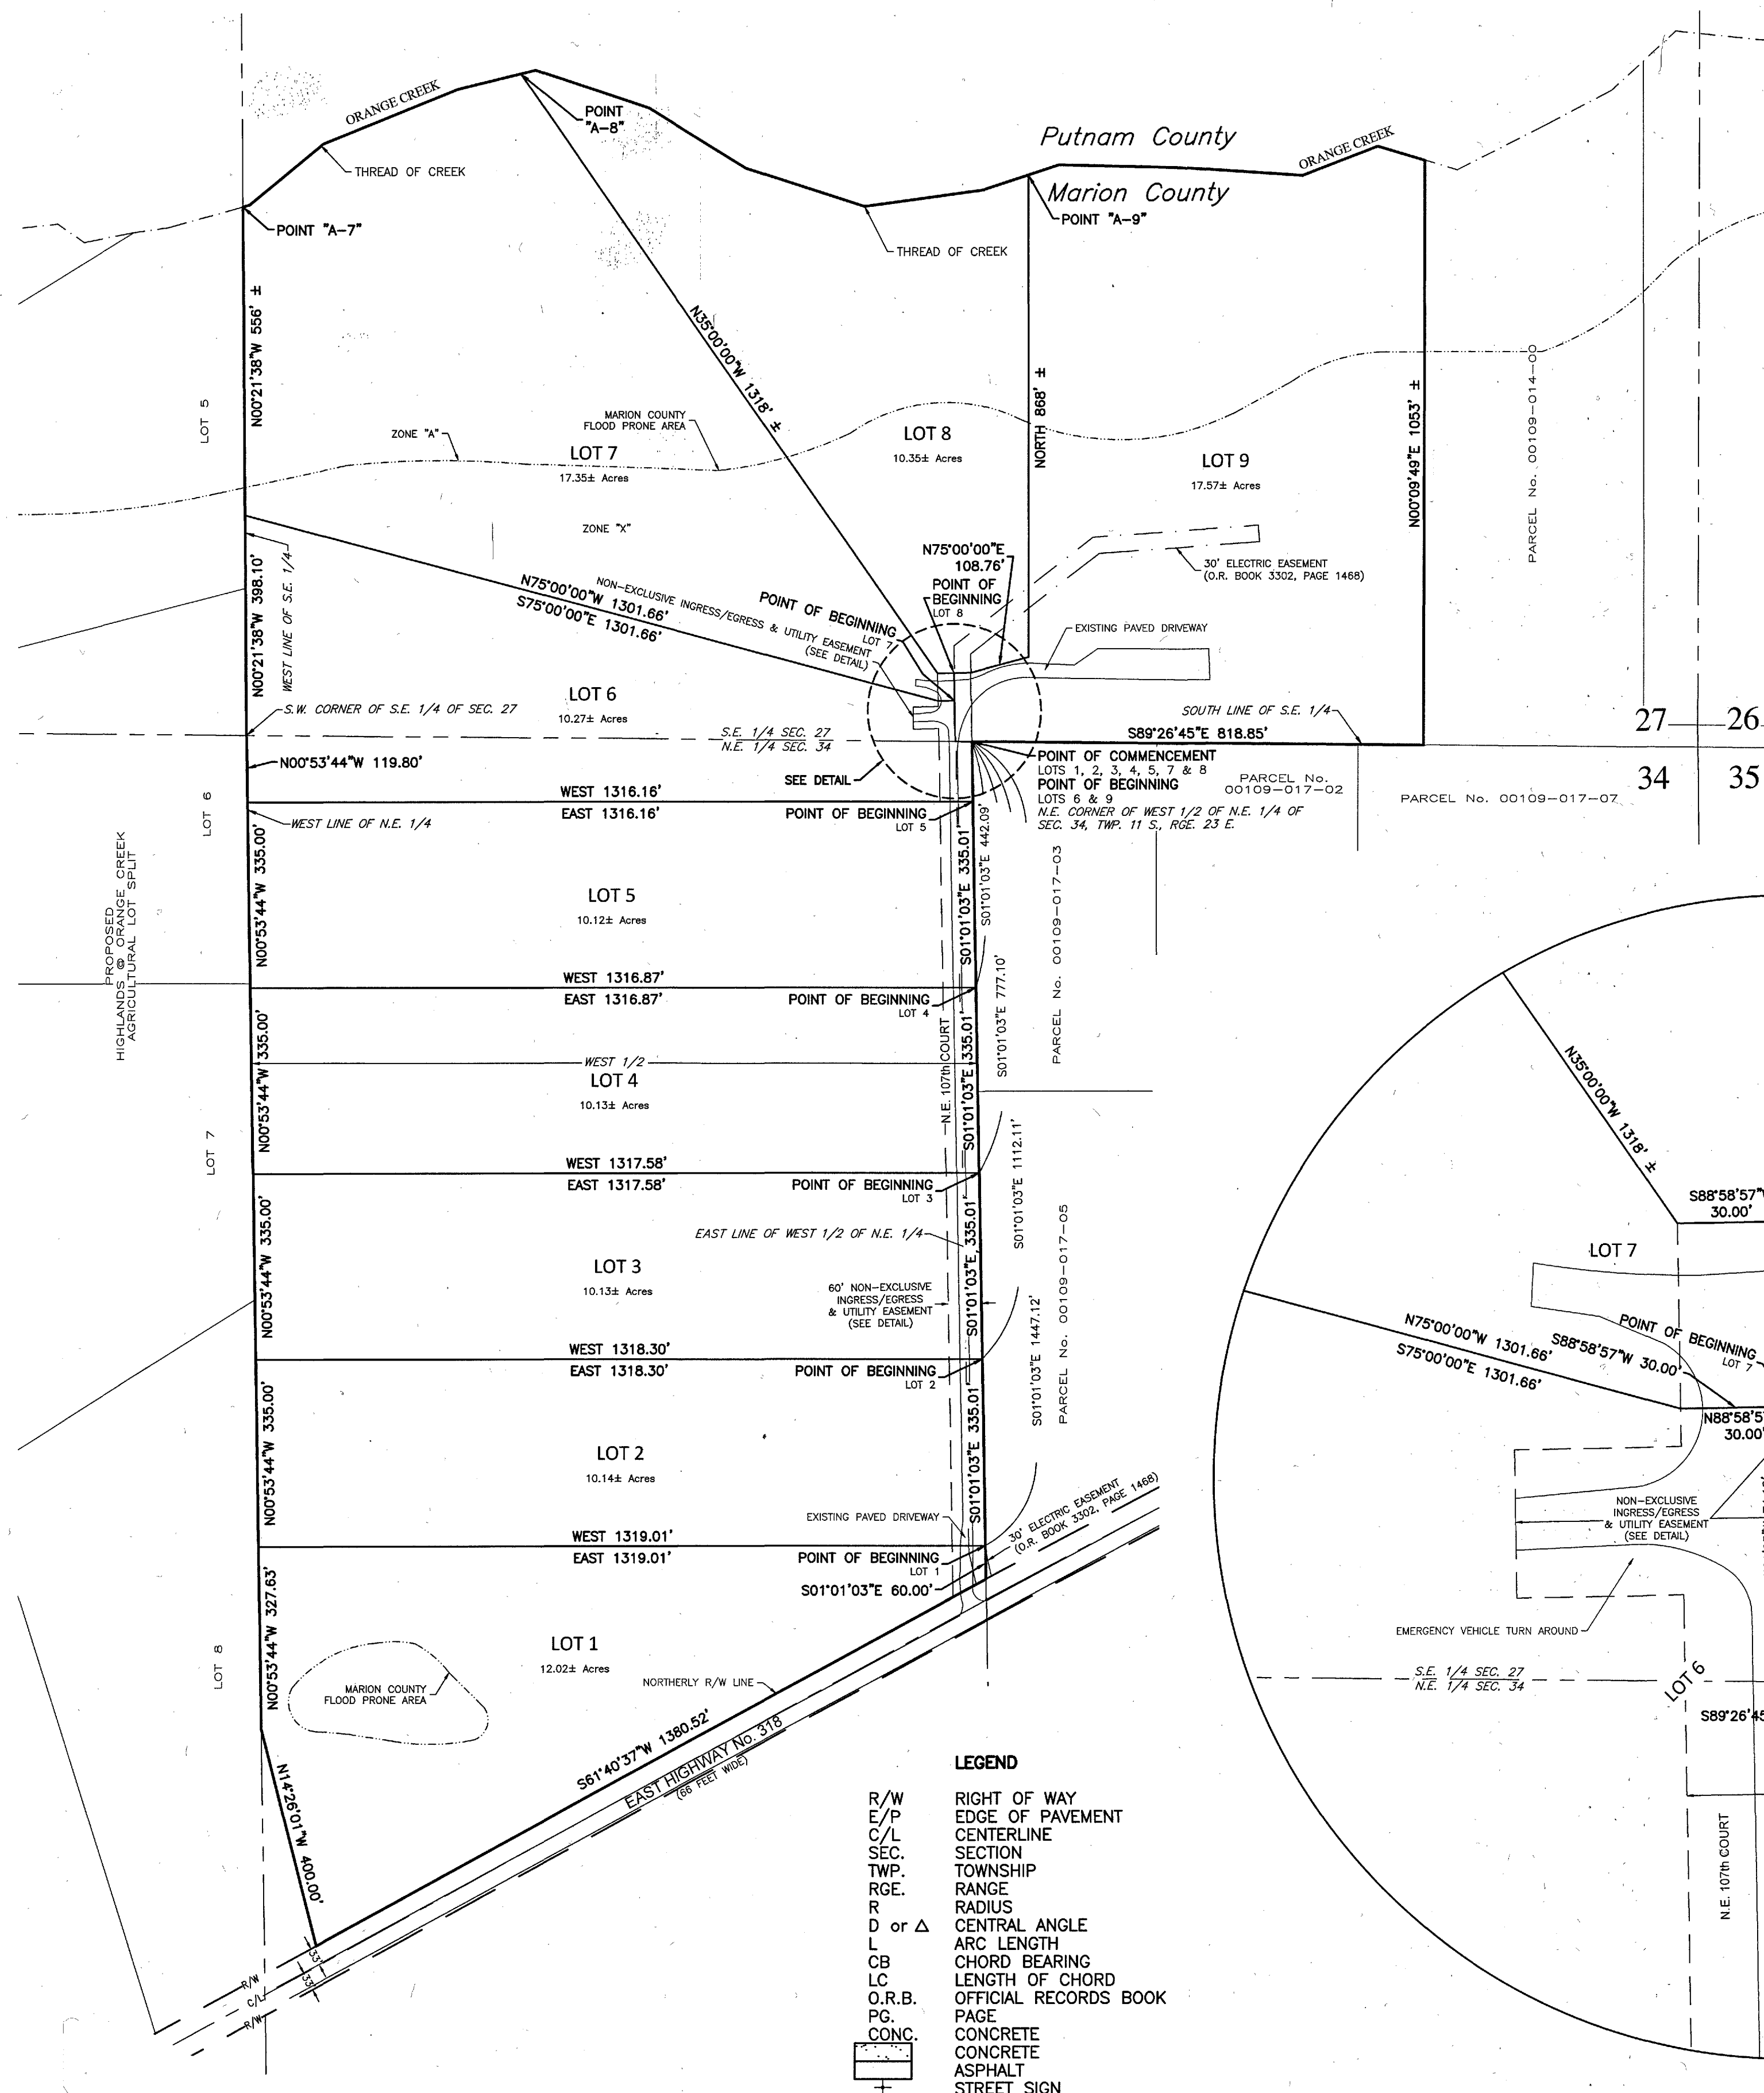 ORANGE CREEK
POINT
"A-8"
Putnam County
ORANGE CREEK
THREAD OF CREEK
Marion County
POINT "A-9"
POINT "A-7"
THREAD OF CREEK
N00°21'38"W 556' ±
N35°00'00"W 1318' ±
NORTH 868' ±
N00°09'49"E 1053' ±
PARCEL No. 00109-014-00
LOT 5
ZONE "A"
MARION COUNTY
FLOOD PRONE AREA
LOT 7
17.35± Acres
LOT 8
10.35± Acres
LOT 9
17.57± Acres
ZONE "X"
N75°00'00"E
108.76'
POINT OF
BEGINNING
LOT 8
30' ELECTRIC EASEMENT
(O.R. BOOK 3302, PAGE 1468)
N00°21'38"W 398.10'
WEST LINE OF S.E. 1/4
N75°00'00"W 1301.66'
S75°00'00"E 1301.66'
NON-EXCLUSIVE INGRESS/EGRESS & UTILITY EASEMENT
(SEE DETAIL)
POINT OF BEGINNING
LOT 7
EXISTING PAVED DRIVEWAY
LOT 6
10.27± Acres
S.W. CORNER OF S.E. 1/4 OF SEC. 27
S.E. 1/4 SEC. 27
N.E. 1/4 SEC. 34
SOUTH LINE OF S.E. 1/4
S89°26'45"E 818.85'
27
26
34
35
N00°53'44"W 119.80'
SEE DETAIL
POINT OF COMMENCEMENT
LOTS 1, 2, 3, 4, 5, 7 & 8
POINT OF BEGINNING
LOTS 6 & 9
N.E. CORNER OF WEST 1/2 OF N.E. 1/4 OF
SEC. 34, TWP. 11 S., RGE. 23 E.
PARCEL No.
00109-017-02
PARCEL No. 00109-017-07
WEST 1316.16'
EAST 1316.16'
POINT OF BEGINNING
LOT 5
LOT 6
WEST LINE OF N.E. 1/4
N00°53'44"W 335.00'
S01°01'03"E 335.01'
S01°01'03"E 442.09'
PARCEL No. 00109-017-03
PROPOSED
HIGHLANDS @ ORANGE CREEK
AGRICULTURAL LOT SPLIT
LOT 5
10.12± Acres
WEST 1316.87'
EAST 1316.87'
POINT OF BEGINNING
LOT 4
S01°01'03"E 777.10'
N00°53'44"W 335.00'
N.E. 107th COURT
S01°01'03"E 335.01'
WEST 1/2
LOT 4
10.13± Acres
LOT 7
WEST 1317.58'
EAST 1317.58'
POINT OF BEGINNING
LOT 3
S01°01'03"E 1112.11'
EAST LINE OF WEST 1/2 OF N.E. 1/4
N00°53'44"W 335.00'
S01°01'03"E 335.01'
PARCEL No. 00109-017-05
LOT 3
10.13± Acres
60' NON-EXCLUSIVE
INGRESS/EGRESS
& UTILITY EASEMENT
(SEE DETAIL)
WEST 1318.30'
EAST 1318.30'
POINT OF BEGINNING
LOT 2
S01°01'03"E 1447.12'
N00°53'44"W 335.00'
S01°01'03"E 335.01'
LOT 2
10.14± Acres
EXISTING PAVED DRIVEWAY
30' ELECTRIC EASEMENT
(O.R. BOOK 3302, PAGE 1468)
WEST 1319.01'
EAST 1319.01'
POINT OF BEGINNING
LOT 1
S01°01'03"E 60.00'
N00°53'44"W 327.63'
LOT 8
LOT 1
12.02± Acres
MARION COUNTY
FLOOD PRONE AREA
NORTHERLY R/W LINE
S61°40'37"W 1380.52'
EAST HIGHWAY No. 318
(66 FEET WIDE)
N14°26'01"W 400.00'
33'
33'
R/W
C/L
R/W
LEGEND
R/W RIGHT OF WAY
E/P EDGE OF PAVEMENT
C/L CENTERLINE
SEC. SECTION
TWP. TOWNSHIP
RGE. RANGE
R RADIUS
D or Δ CENTRAL ANGLE
L ARC LENGTH
CB CHORD BEARING
LC LENGTH OF CHORD
O.R.B. OFFICIAL RECORDS BOOK
PG. PAGE
CONC. CONCRETE
CONCRETE
ASPHALT
STREET SIGN
N35°00'00"W 1318' ±
S88°58'57"W
30.00'
LOT 7
N75°00'00"W 1301.66'
S75°00'00"E 1301.66'
S88°58'57"W 30.00'
POINT OF BEGINNING
LOT 7
N88°58'5
30.00'
NON-EXCLUSIVE
INGRESS/EGRESS
& UTILITY EASEMENT
(SEE DETAIL)
EMERGENCY VEHICLE TURN AROUND
S.E. 1/4 SEC. 27
N.E. 1/4 SEC. 34
LOT 6
S89°26'45
N.E. 107th COURT